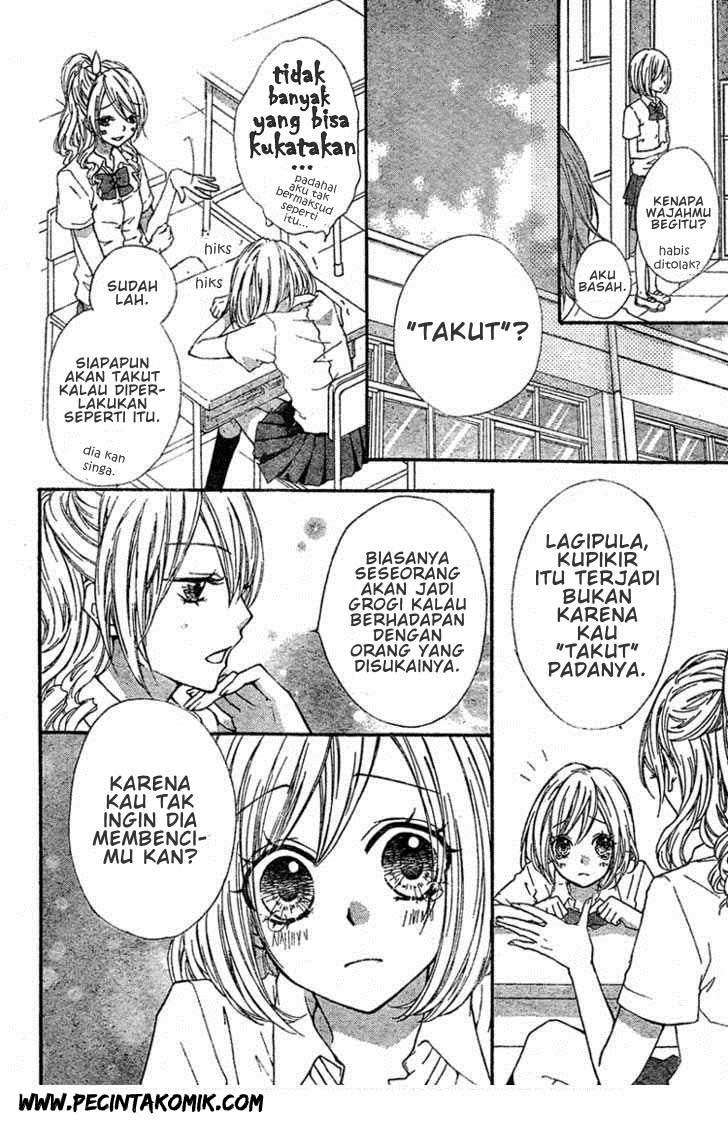 KENAPA
WAJAHMU
BEGITU?
habis
ditolak?
AKU
BASAH.
"TAKUT"?
tidak
banyak
yang bisa
kukatakan
...
padahal
aku tak
bermaksud
seperti
itu...
hiks
hiks
SUDAH
LAH.
SIAPAPUN
AKAN TAKUT
KALAU DIPER-
LAKUKAN
SEPERTI ITU.
dia kan
singa.
LAGIPULA,
KUPIKIR
ITU TERJADI
BUKAN
KARENA
KAU
"TAKUT"
PADANYA.
BIASANYA
SESEORANG
AKAN JADI
GROGI KALAU
BERHADAPAN
DENGAN
ORANG YANG
DISUKAINYA.
KARENA
KAU TAK
INGIN DIA
MEMBENCI-
MU KAN?
WWW.PECINTAKOMIK.COM